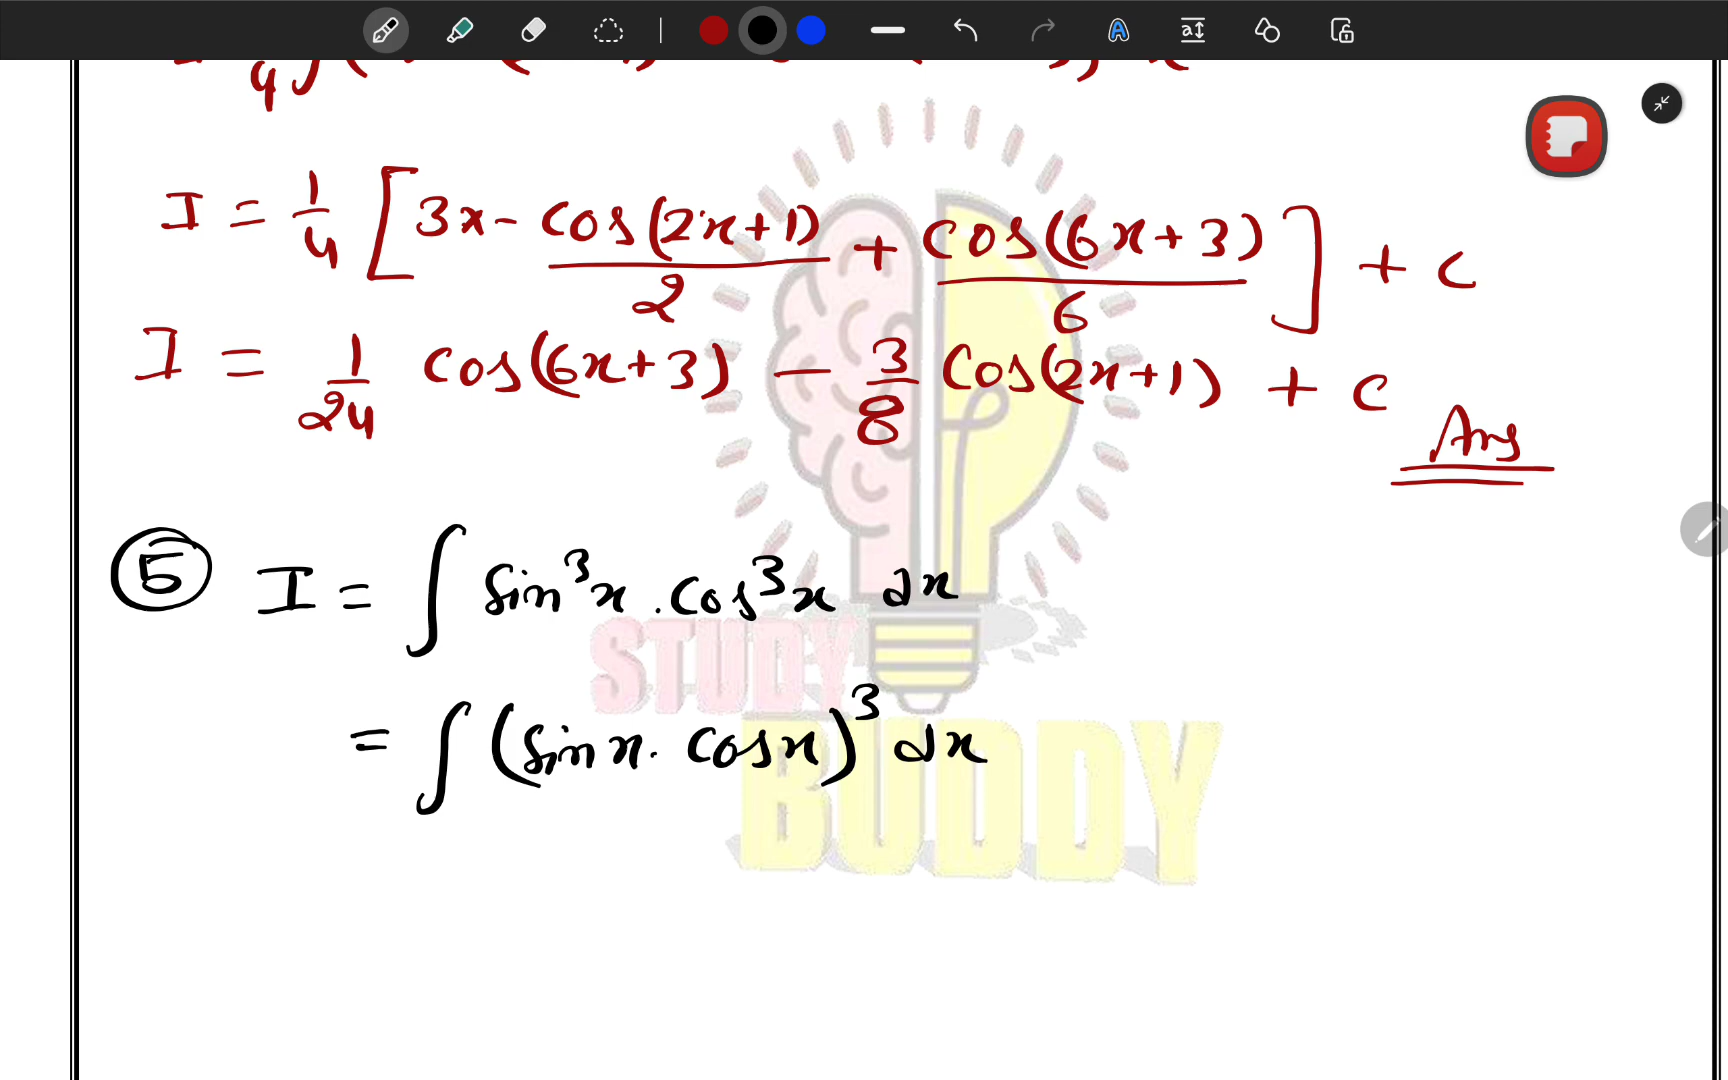 I = 1/4 [3x - cos(2x+1)/2 + cos(6x+3)/6] + c
I = 1/24 cos(6x+3) - 3/8 cos(2x+1) + c
Ans
⑤ I = ∫ sin³x . cos³x dx
= ∫ (sin x . cos x)³ dx
STUDY
BUDDY